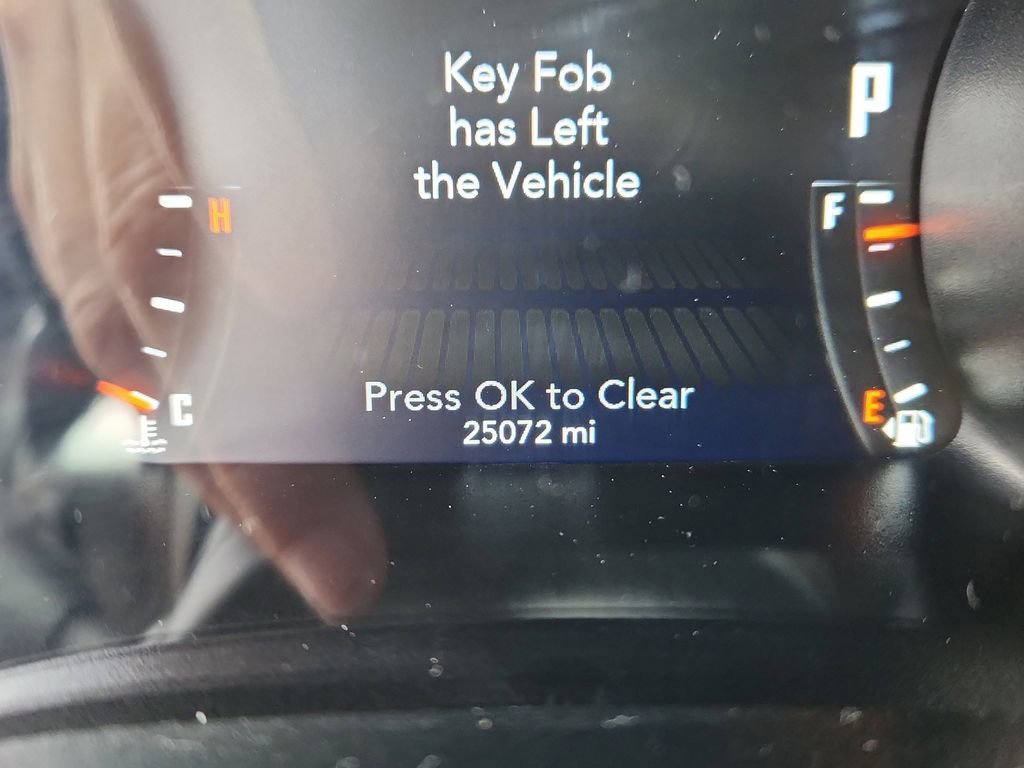 Key Fob
has Left
the Vehicle
P
H
F
C
E
Press OK to Clear
25072 mi